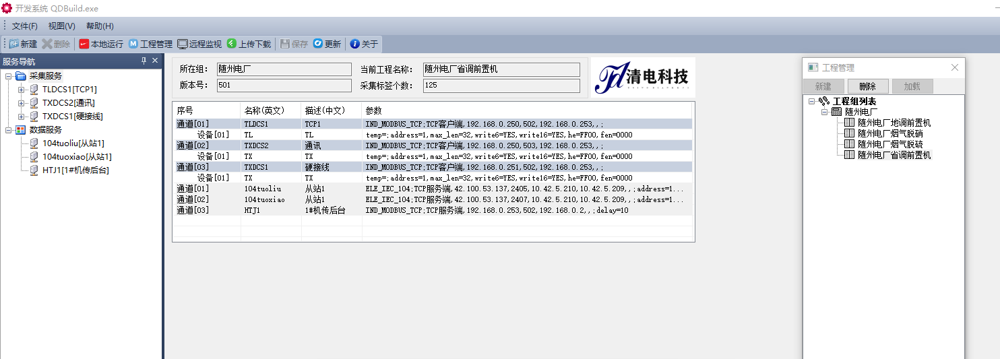 开发系统 QDBuild.exe
文件(F) 视图(V) 帮助(H)
新建 删除 本地运行 M 工程管理 远程监视 上传下载 保存 更新 关于
服务导航
采集服务
TLDCS1[TCP1]
TXDCS2[通讯]
TXDCS1[硬接线]
数据服务
104tuoliu[从站1]
104tuoxiao[从站1]
HTJ1[1#机传后台]
所在组: 随州电厂 当前工程名称: 随州电厂省调前置机
版本号: 501 采集标签个数: 125
清电科技
序号 名称(英文) 描述(中文) 参数
通道[01] TLDCS1 TCP1 IND_MODBUS_TCP;TCP客户端,192.168.0.250,502,192.168.0.253,,;
设备[01] TL TL temp=;address=1,max_len=32,write6=YES,write16=YES,he=FF00,fen=0000
通道[02] TXDCS2 通讯 IND_MODBUS_TCP;TCP客户端,192.168.0.250,503,192.168.0.253,,;
设备[01] TX TX temp=;address=1,max_len=32,write6=YES,write16=YES,he=FF00,fen=0000
通道[03] TXDCS1 硬接线 IND_MODBUS_TCP;TCP客户端,192.168.0.251,502,192.168.0.253,,;
设备[01] TX TX temp=;address=1,max_len=32,write6=YES,write16=YES,he=FF00,fen=0000
通道[01] 104tuoliu 从站1 ELE_IEC_104;TCP服务端,42.100.53.137,2405,10.42.5.210,10.42.5.209,,;address=1...
通道[02] 104tuoxiao 从站1 ELE_IEC_104;TCP服务端,42.100.53.137,2407,10.42.5.210,10.42.5.209,,;address=1...
通道[03] HTJ1 1#机传后台 IND_MODBUS_TCP;TCP服务端,192.168.0.253,502,192.168.0.2,,;delay=10
工程管理
新建 删除 加载
工程组列表
随州电厂
随州电厂地调前置机
随州电厂烟气脱硝
随州电厂烟气脱硫
随州电厂省调前置机